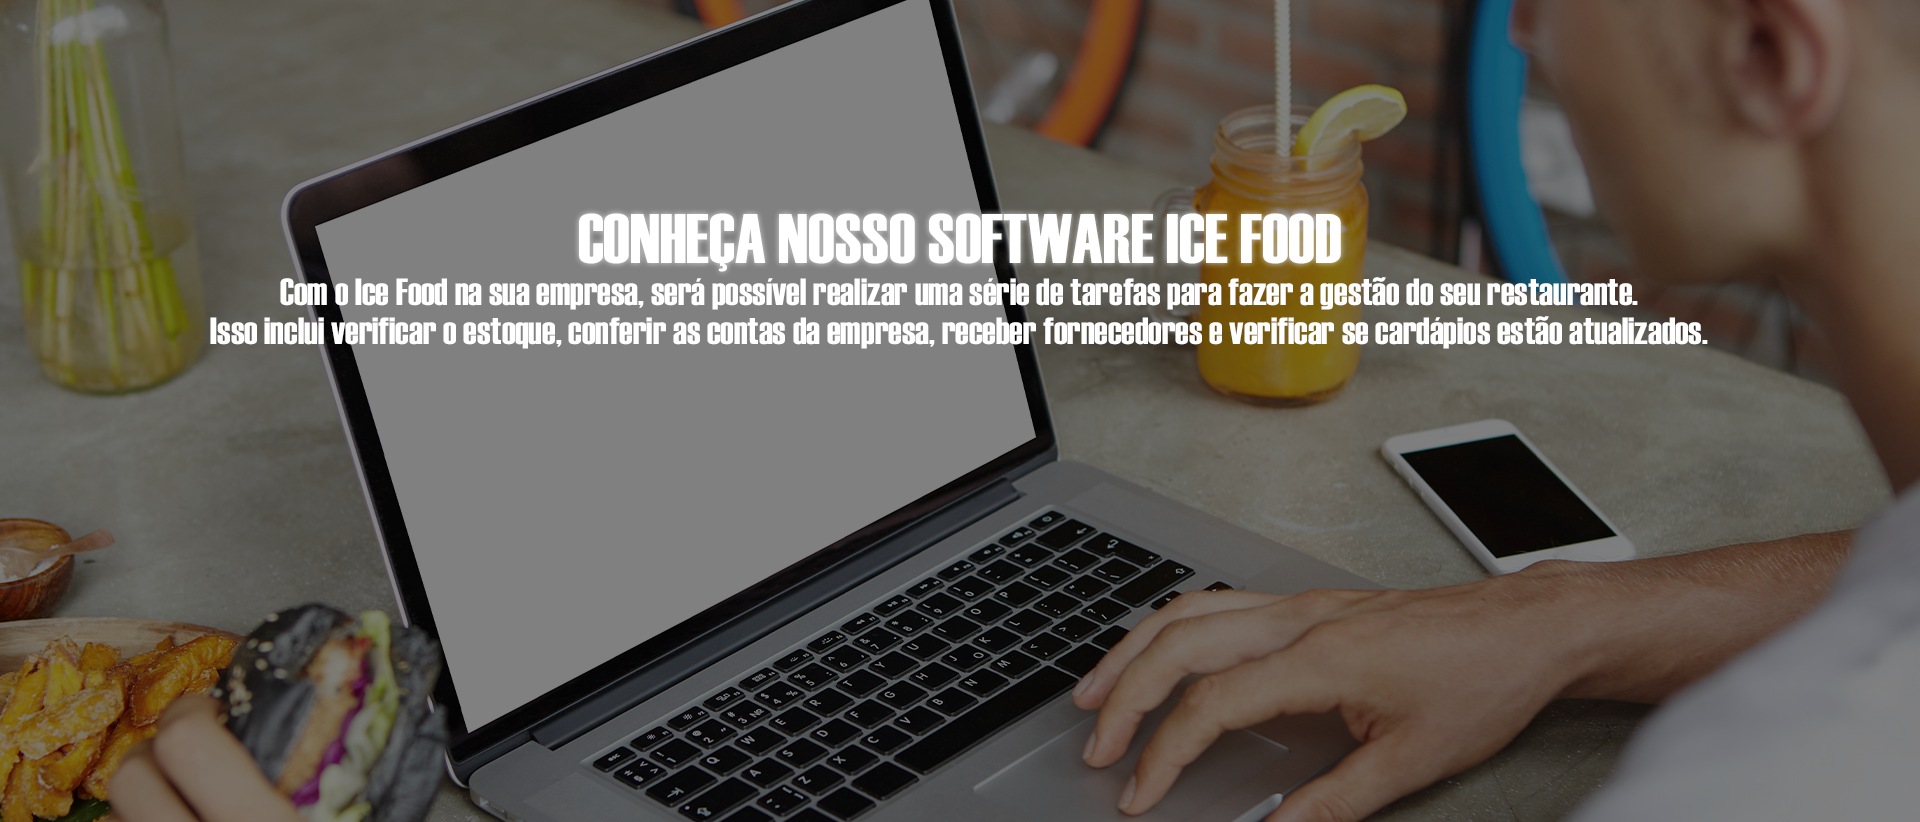 CONHEÇA NOSSO SOFTWARE ICE FOOD
Com o Ice Food na sua empresa, será possível realizar uma série de tarefas para fazer a gestão do seu restaurante.
Isso inclui verificar o estoque, conferir as contas da empresa, receber fornecedores e verificar se cardápios estão atualizados.